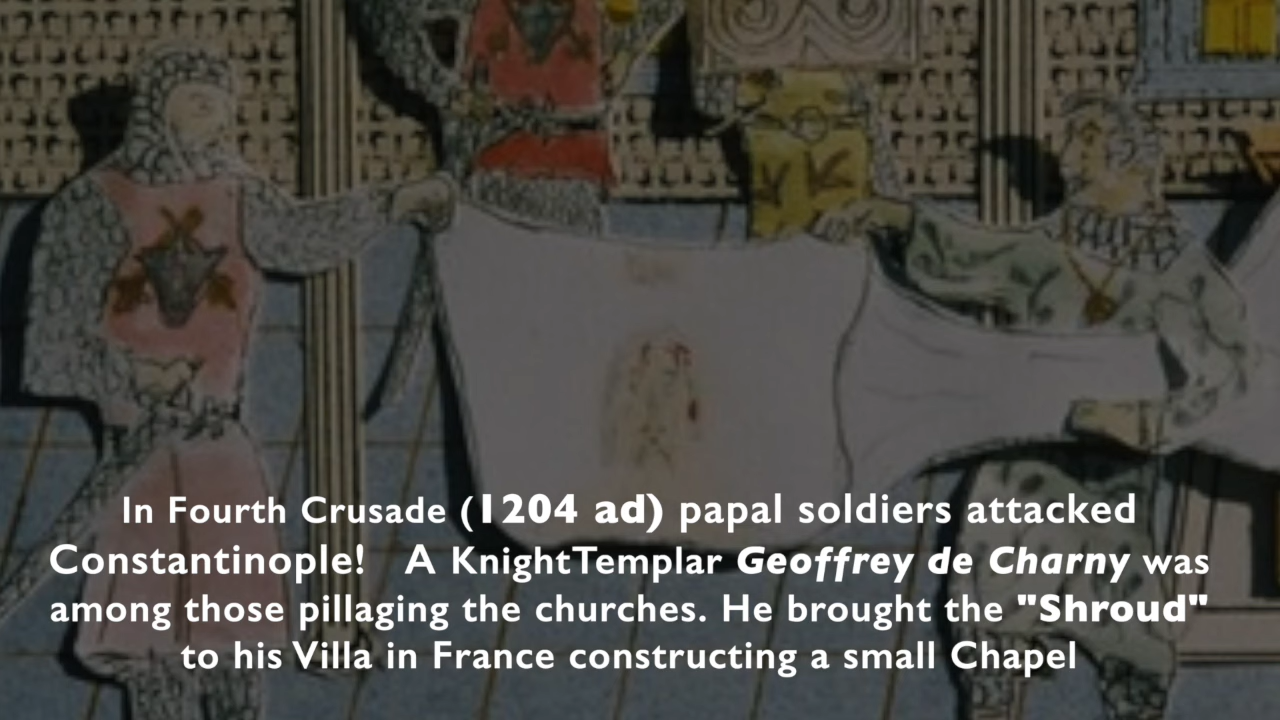 In Fourth Crusade (1204 ad) papal soldiers attacked
Constantinople! A KnightTemplar Geoffrey de Charny was
among those pillaging the churches. He brought the "Shroud"
to his Villa in France constructing a small Chapel